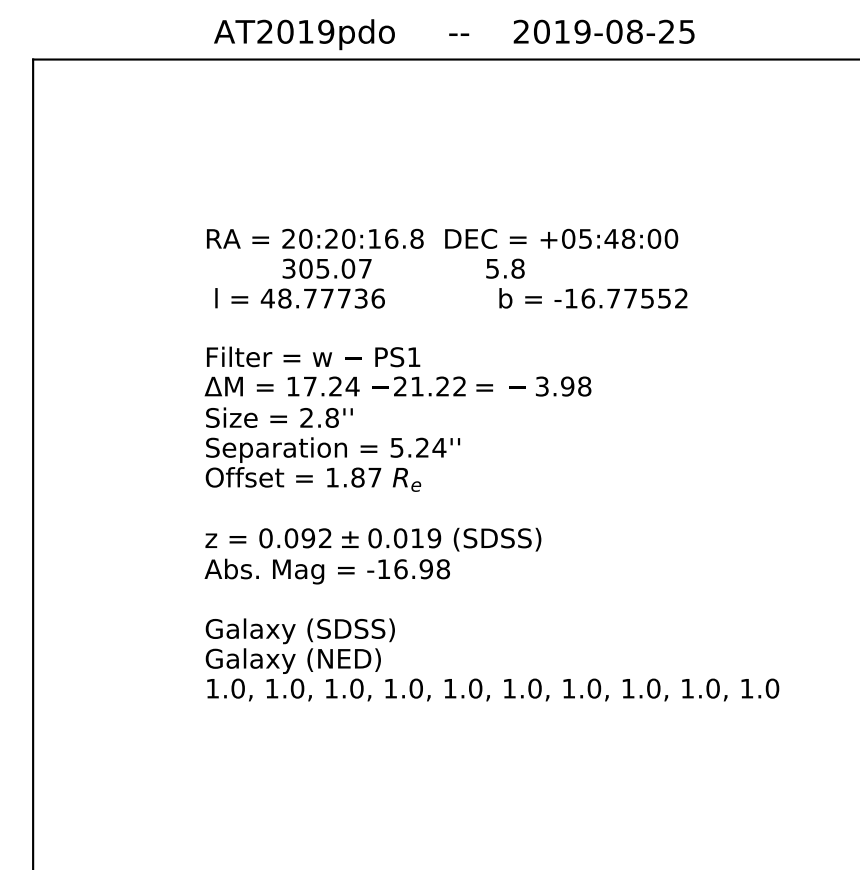 AT2019pdo -- 2019-08-25
RA = 20:20:16.8 DEC = +05:48:00
305.07 5.8
l = 48.77736 b = -16.77552
Filter = w − PS1
ΔM = 17.24 −21.22 = − 3.98
Size = 2.8''
Separation = 5.24''
Offset = 1.87 Rₑ
z = 0.092 ± 0.019 (SDSS)
Abs. Mag = -16.98
Galaxy (SDSS)
Galaxy (NED)
1.0, 1.0, 1.0, 1.0, 1.0, 1.0, 1.0, 1.0, 1.0, 1.0